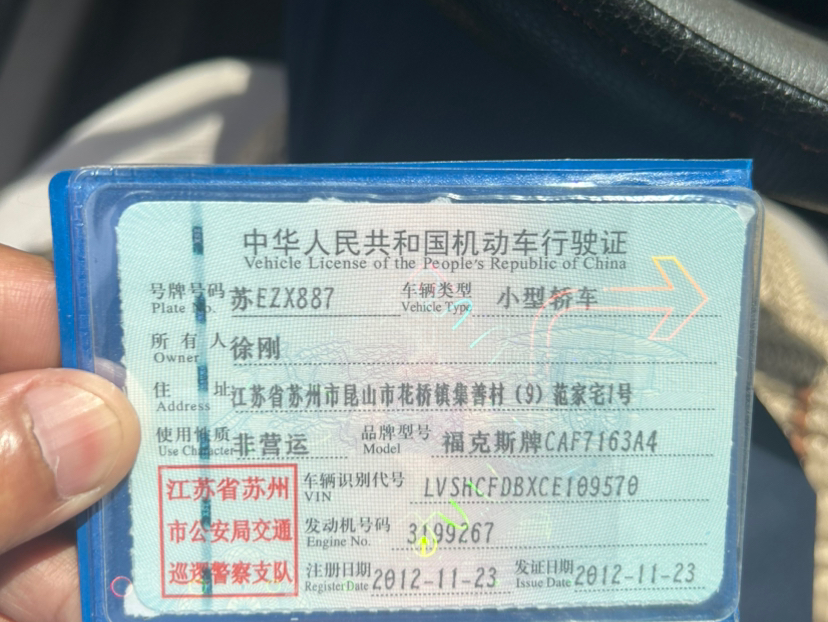 中华人民共和国机动车行驶证
Vehicle License of the People's Republic of China
号牌号码 苏EZX887 车辆类型 小型轿车
Plate No. Vehicle Type
所有人 徐刚
Owner
住址 江苏省苏州市昆山市花桥镇集善村（9）范家宅1号
Address
使用性质 非营运 品牌型号 福克斯牌CAF7163A4
Use Character Model
江苏省苏州
市公安局交通
巡逻警察支队
车辆识别代号 LVSHCFDBXCE109570
VIN
发动机号码 3199267
Engine No.
注册日期 2012-11-23 发证日期 2012-11-23
Register Date Issue Date